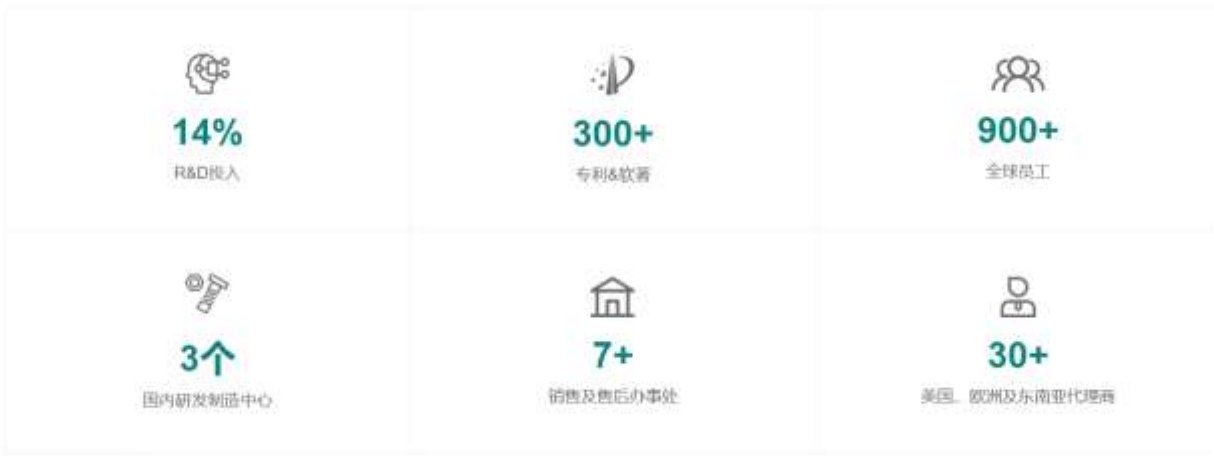 14%
300+
900+
R&D投入
专利&软著
全球员工
3个
7+
30+
国内研发制造中心
销售及售后办事处
美国、欧洲及东南亚代理商